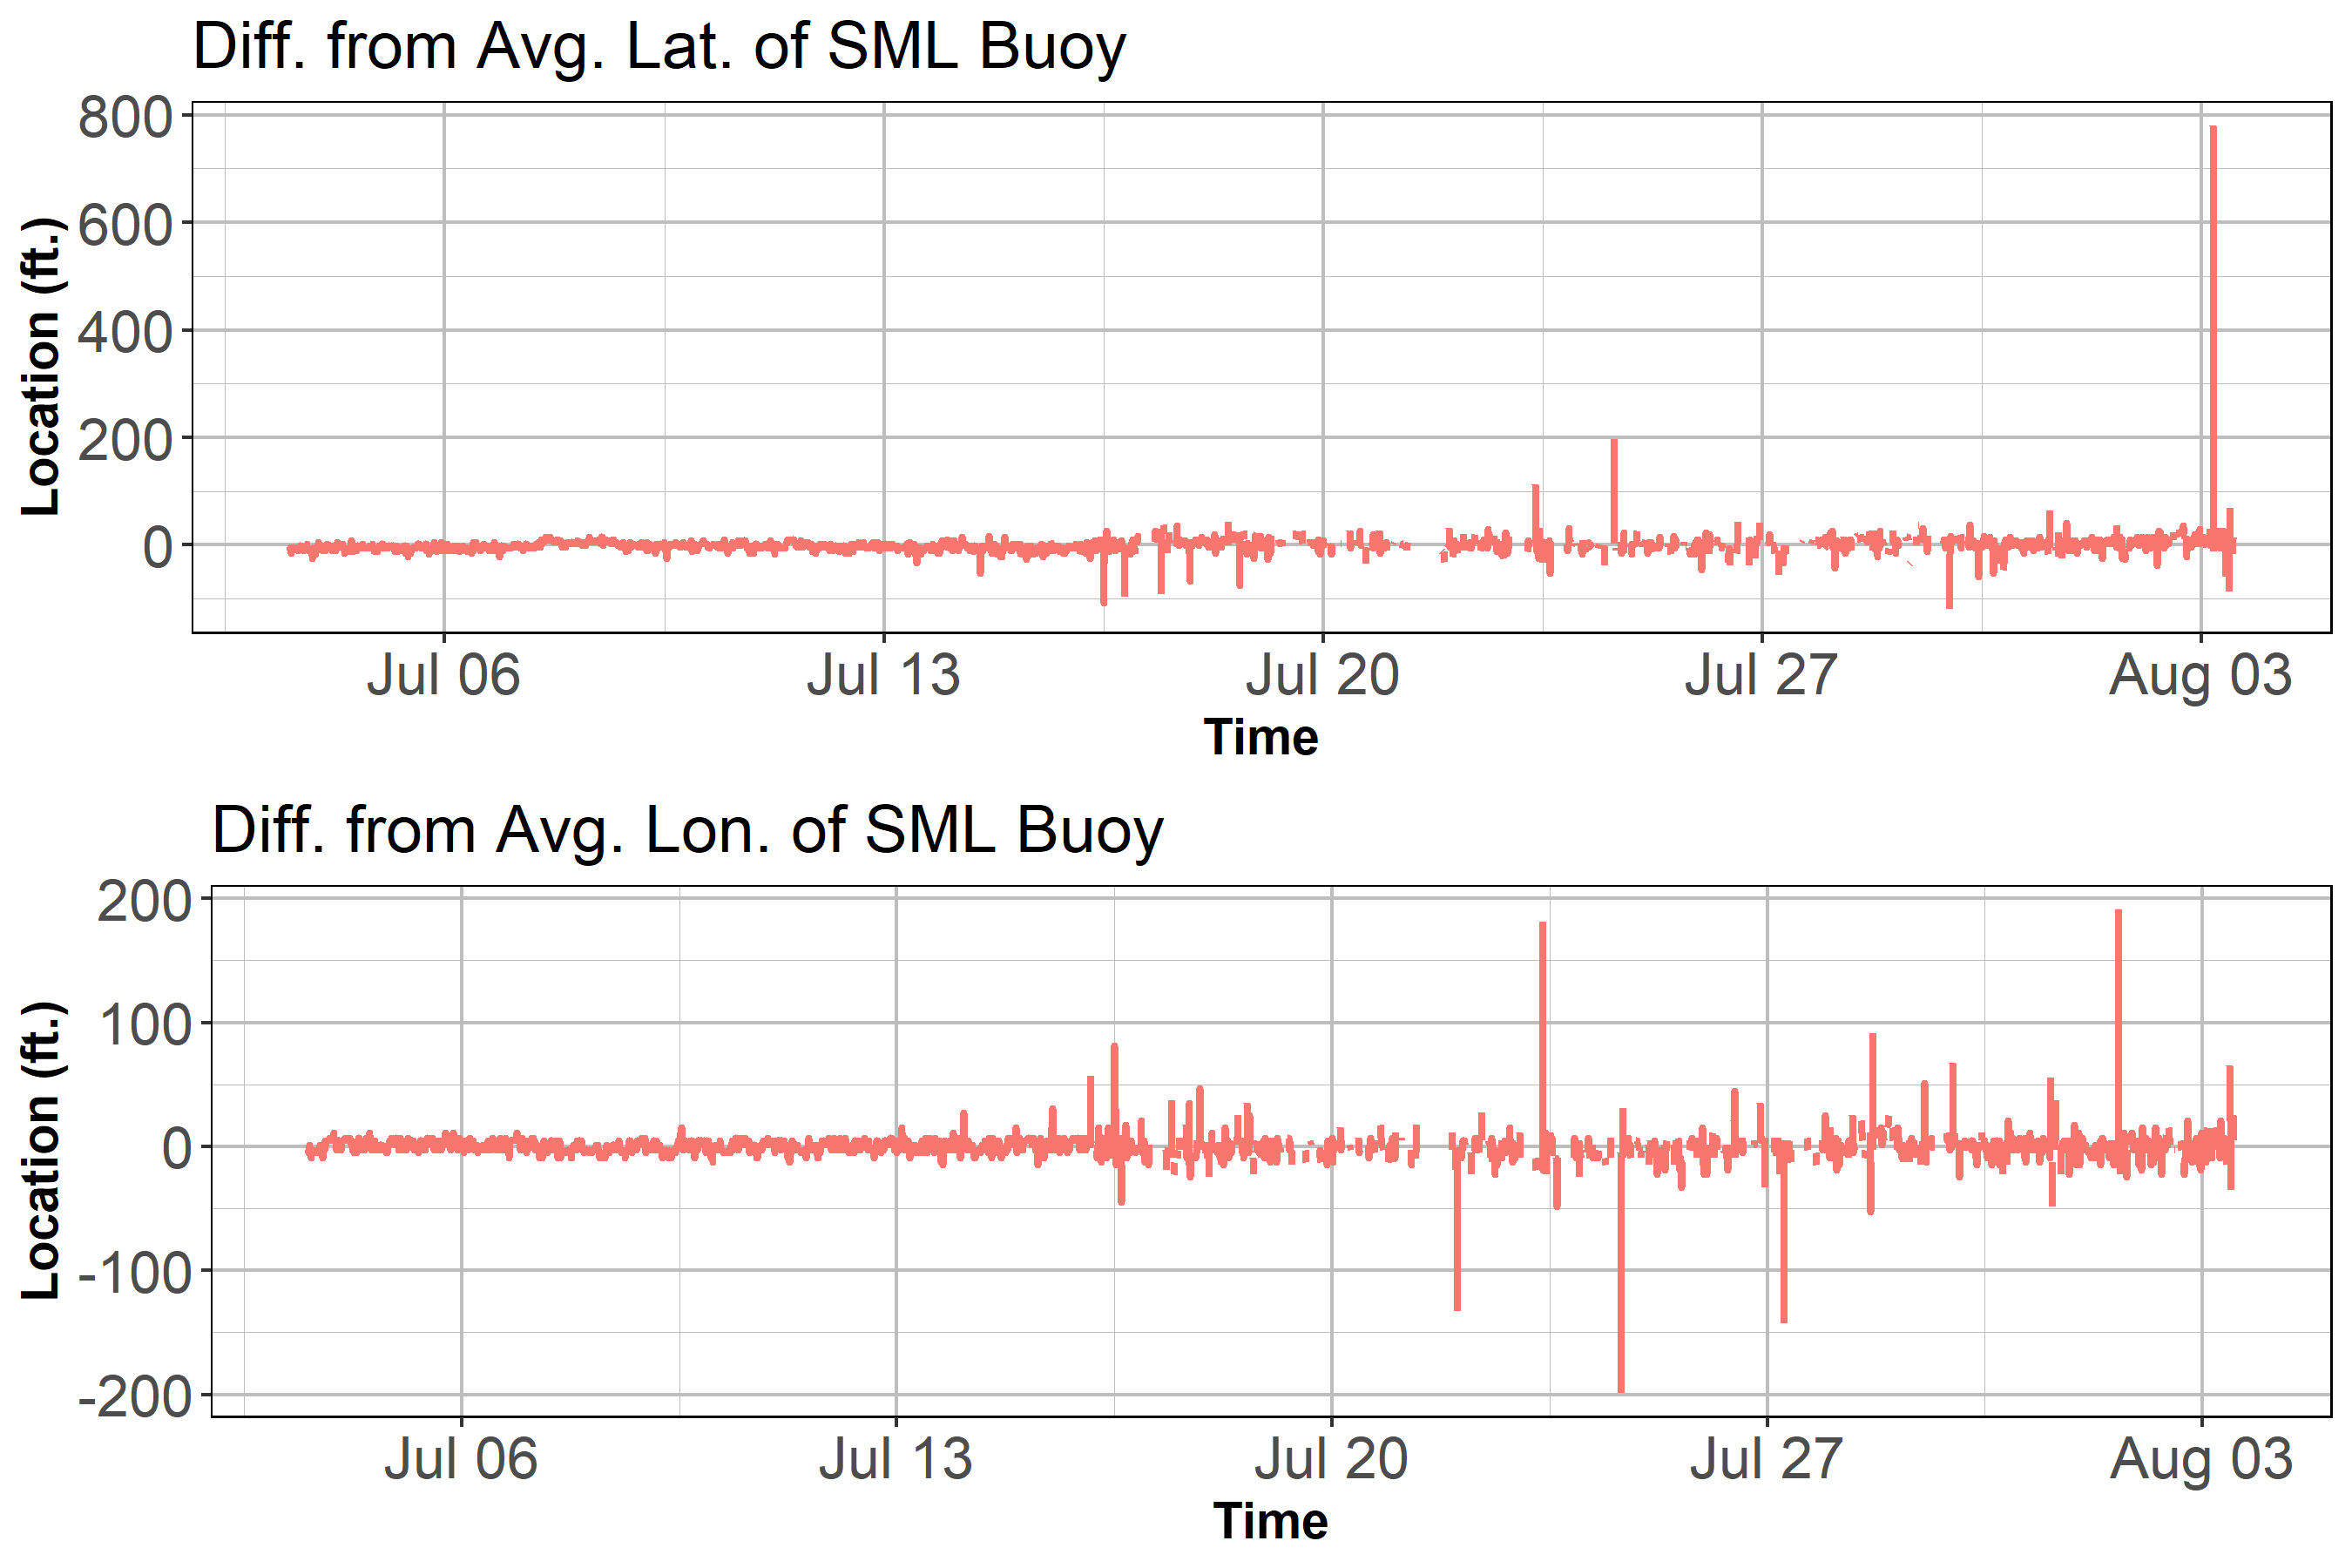 Diff. from Avg. Lat. of SML Buoy
Location (ft.)
800
600
400
200
0
Jul 06 Jul 13 Jul 20 Jul 27 Aug 03
Time
Diff. from Avg. Lon. of SML Buoy
Location (ft.)
200
100
0
-100
-200
Jul 06 Jul 13 Jul 20 Jul 27 Aug 03
Time